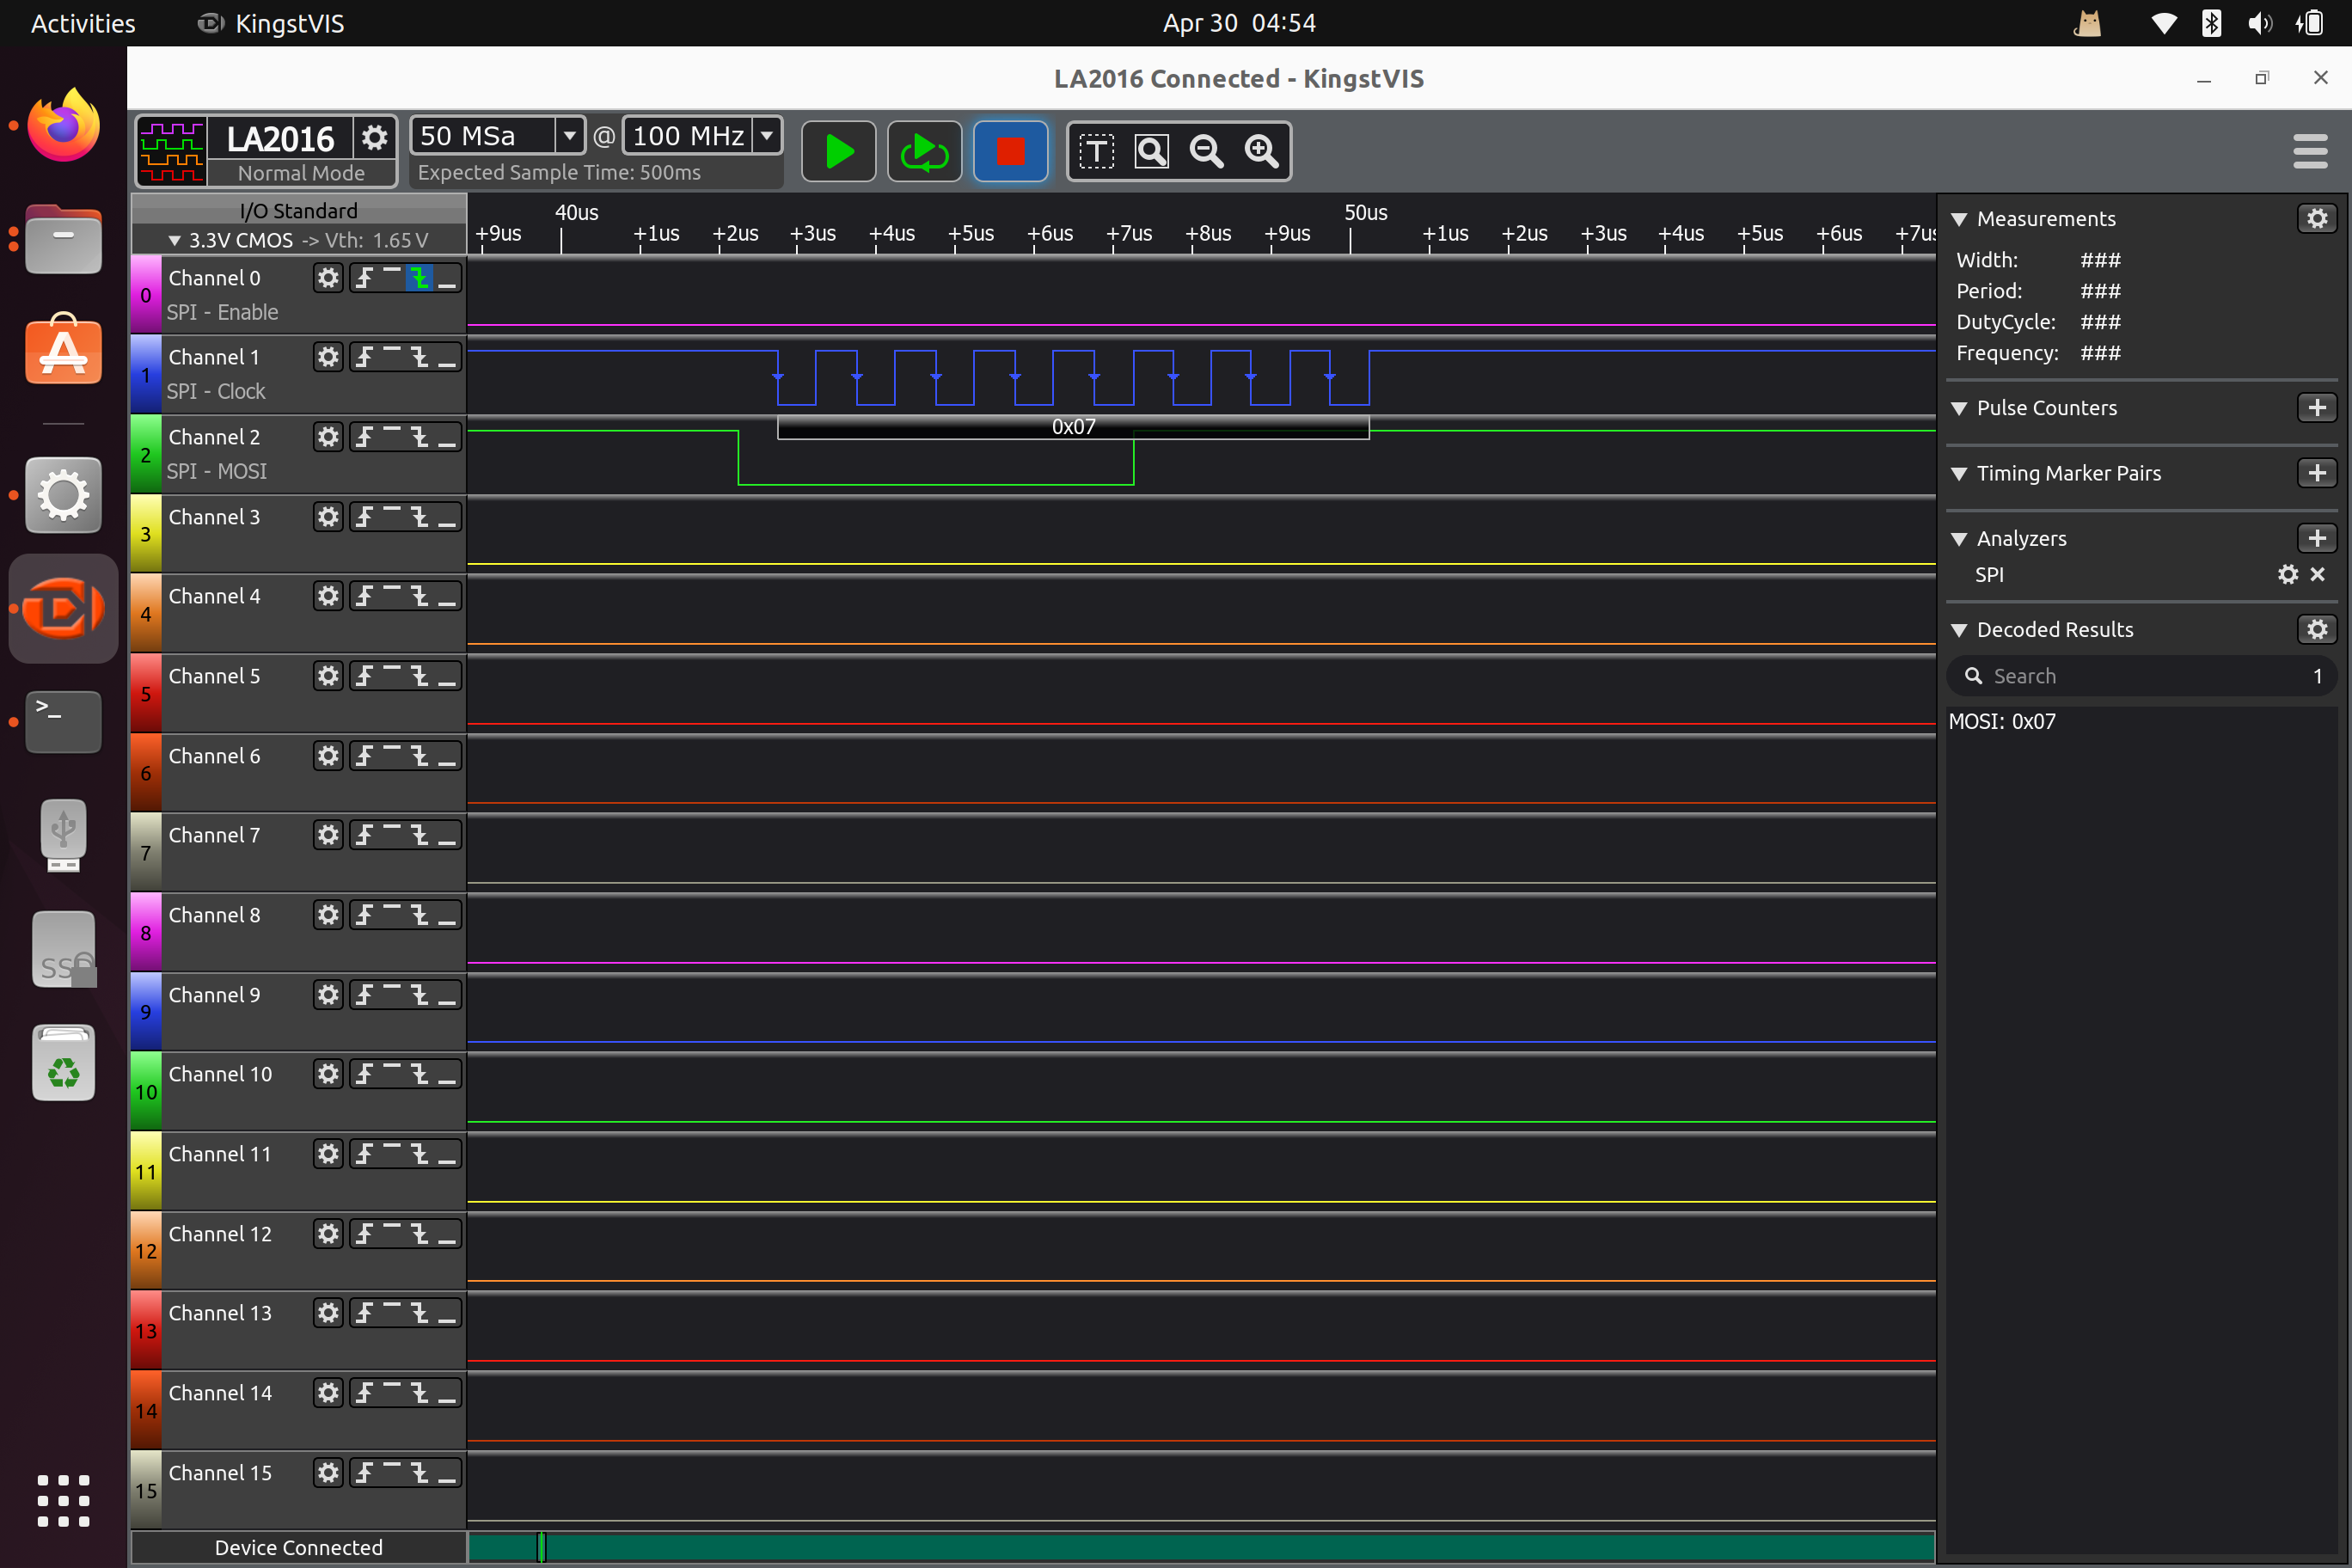 Activities
KingstVIS
Apr 30 04:54
LA2016 Connected - KingstVIS
LA2016
Normal Mode
50 MSa
@
100 MHz
Expected Sample Time: 500ms
T
I/O Standard
3.3V CMOS -> Vth: 1.65 V
40us
50us
+9us
+1us
+2us
+3us
+4us
+5us
+6us
+7us
+8us
+9us
+1us
+2us
+3us
+4us
+5us
+6us
+7us
0
Channel 0
SPI - Enable
1
Channel 1
SPI - Clock
2
Channel 2
SPI - MOSI
0x07
3
Channel 3
4
Channel 4
5
Channel 5
6
Channel 6
7
Channel 7
8
Channel 8
9
Channel 9
10
Channel 10
11
Channel 11
12
Channel 12
13
Channel 13
14
Channel 14
15
Channel 15
Device Connected
Measurements
Width: ###
Period: ###
DutyCycle: ###
Frequency: ###
Pulse Counters
Timing Marker Pairs
Analyzers
SPI
Decoded Results
Search
1
MOSI: 0x07
>_
SSD